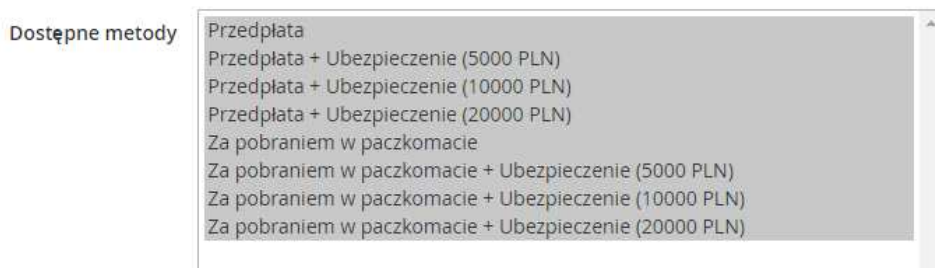 Dostępne metody
Przedpłata
Przedpłata + Ubezpieczenie (5000 PLN)
Przedpłata + Ubezpieczenie (10000 PLN)
Przedpłata + Ubezpieczenie (20000 PLN)
Za pobraniem w paczkomacie
Za pobraniem w paczkomacie + Ubezpieczenie (5000 PLN)
Za pobraniem w paczkomacie + Ubezpieczenie (10000 PLN)
Za pobraniem w paczkomacie + Ubezpieczenie (20000 PLN)